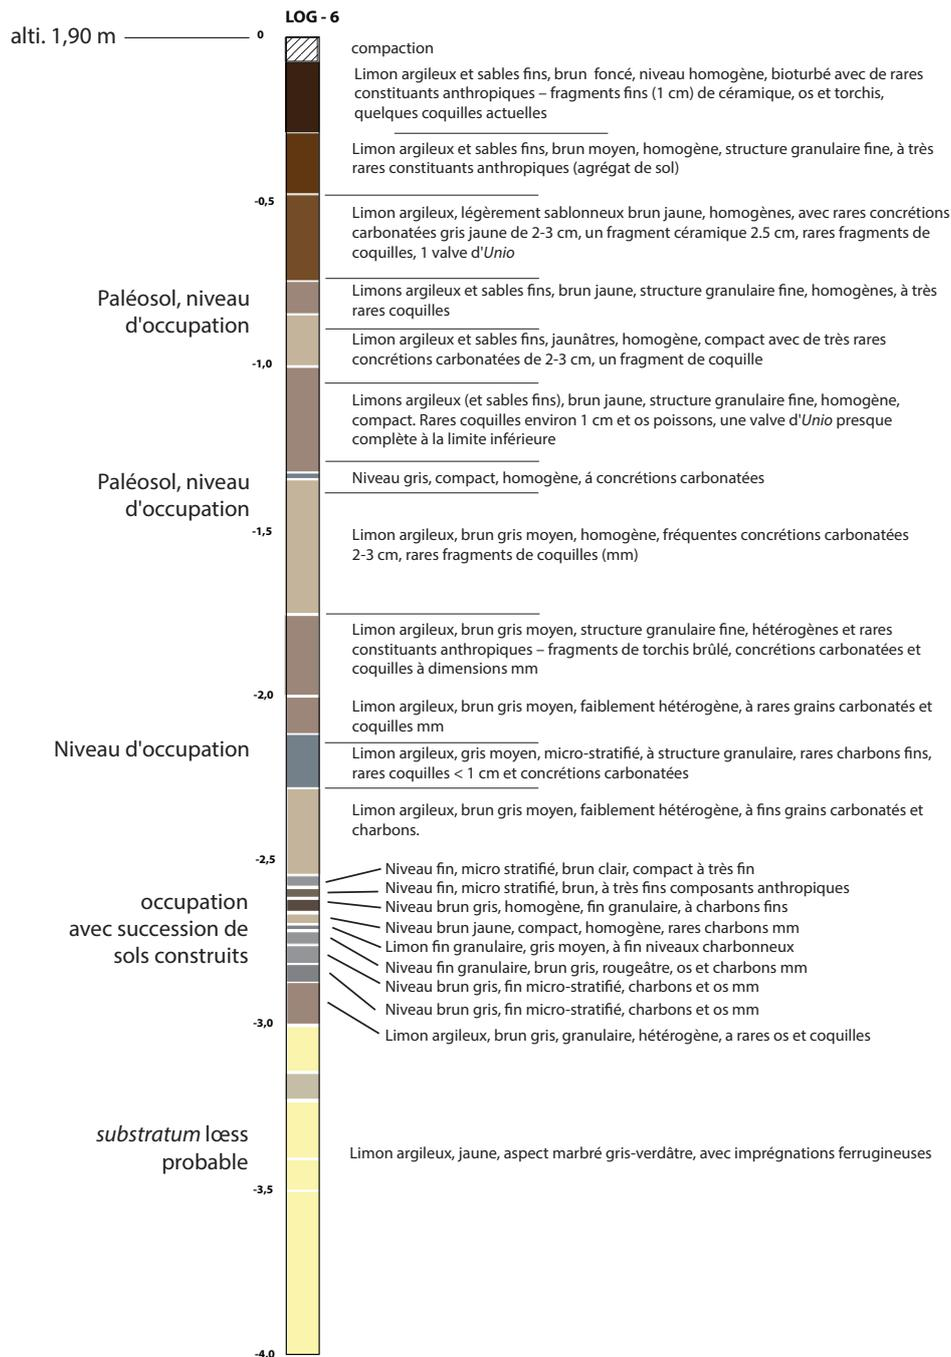 LOG - 6
alti. 1,90 m
0
compaction
Limon argileux et sables fins, brun foncé, niveau homogène, bioturbé avec de rares
constituants anthropiques – fragments fins (1 cm) de céramique, os et torchis,
quelques coquilles actuelles
Limon argileux et sables fins, brun moyen, homogène, structure granulaire fine, à très
rares constituants anthropiques (agrégat de sol)
-0,5
Limon argileux, légèrement sablonneux brun jaune, homogènes, avec rares concrétions
carbonatées gris jaune de 2-3 cm, un fragment céramique 2.5 cm, rares fragments de
coquilles, 1 valve d'Unio
Paléosol, niveau
d'occupation
Limons argileux et sables fins, brun jaune, structure granulaire fine, homogènes, à très
rares coquilles
Limon argileux et sables fins, jaunâtres, homogène, compact avec de très rares
concrétions carbonatées de 2-3 cm, un fragment de coquille
-1,0
Limons argileux (et sables fins), brun jaune, structure granulaire fine, homogène,
compact. Rares coquilles environ 1 cm et os poissons, une valve d'Unio presque
complète à la limite inférieure
Paléosol, niveau
d'occupation
Niveau gris, compact, homogène, á concrétions carbonatées
-1,5
Limon argileux, brun gris moyen, homogène, fréquentes concrétions carbonatées
2-3 cm, rares fragments de coquilles (mm)
Limon argileux, brun gris moyen, structure granulaire fine, hétérogènes et rares
constituants anthropiques – fragments de torchis brûlé, concrétions carbonatées et
coquilles à dimensions mm
-2,0
Limon argileux, brun gris moyen, faiblement hétérogène, à rares grains carbonatés et
coquilles mm
Niveau d'occupation
Limon argileux, gris moyen, micro-stratifié, à structure granulaire, rares charbons fins,
rares coquilles < 1 cm et concrétions carbonatées
Limon argileux, brun gris moyen, faiblement hétérogène, à fins grains carbonatés et
charbons.
-2,5
occupation
avec succession de
sols construits
Niveau fin, micro stratifié, brun clair, compact à très fin
Niveau fin, micro stratifié, brun, à très fins composants anthropiques
Niveau brun gris, homogène, fin granulaire, à charbons fins
Niveau brun jaune, compact, homogène, rares charbons mm
Limon fin granulaire, gris moyen, à fin niveaux charbonneux
Niveau fin granulaire, brun gris, rougeâtre, os et charbons mm
Niveau brun gris, fin micro-stratifié, charbons et os mm
Niveau brun gris, fin micro-stratifié, charbons et os mm
-3,0
Limon argileux, brun gris, granulaire, hétérogène, a rares os et coquilles
substratum lœss
probable
Limon argileux, jaune, aspect marbré gris-verdâtre, avec imprégnations ferrugineuses
-3,5
-4,0